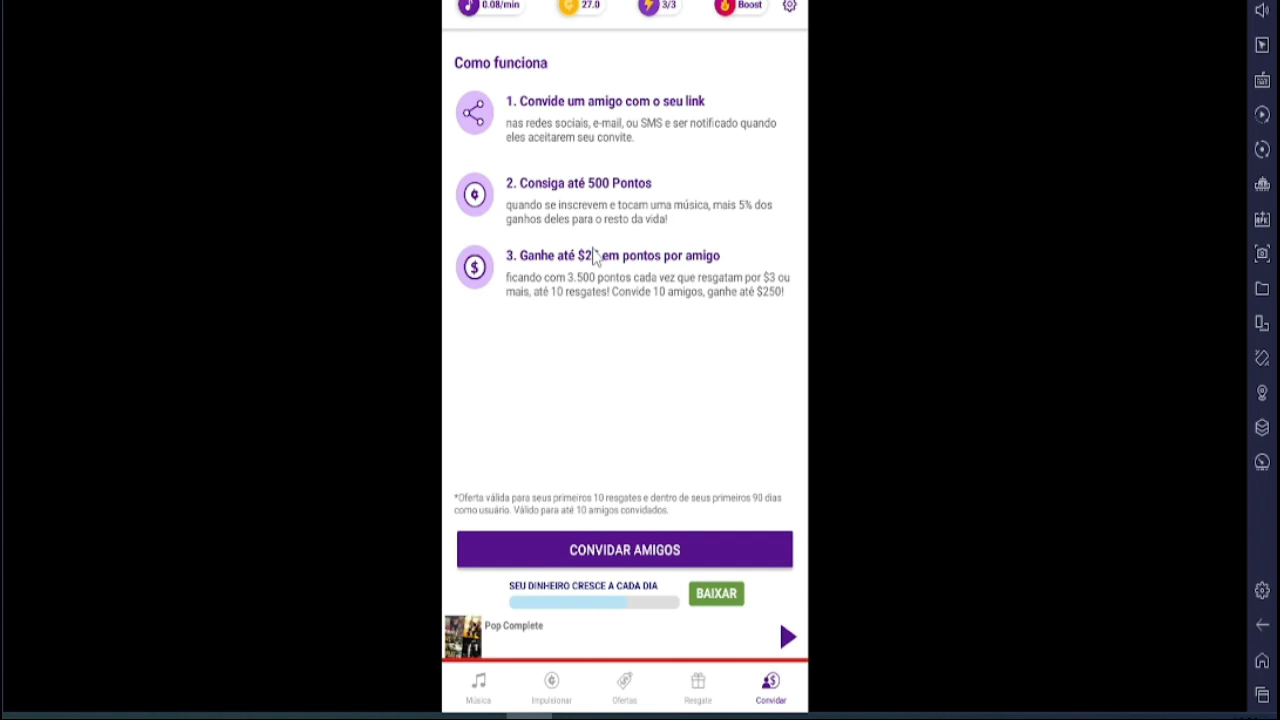 0.08/min 27.0 3/3 Boost
Como funciona
1. Convide um amigo com o seu link
nas redes sociais, e-mail, ou SMS e ser notificado quando
eles aceitarem seu convite.
2. Consiga até 500 Pontos
quando se inscrevem e tocam uma música, mais 5% dos
ganhos deles para o resto da vida!
3. Ganhe até em pontos por amigo
ficando com 3.500 pontos cada vez que resgatam por $3 ou
mais, até 10 resgates! Convide 10 amigos, ganhe até $250!
*Oferta válida para seus primeiros 10 resgates e dentro de seus primeiros 90 dias
como usuário. Válido para até 10 amigos convidados.
CONVIDAR AMIGOS
SEU DINHEIRO CRESCE A CADA DIA
BAIXAR
Pop Complete
Música Impulsionar Ofertas Resgate Convidar